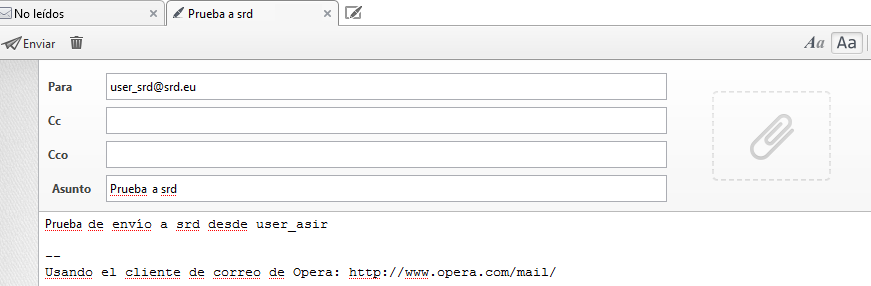 No leídos
Prueba a srd
Enviar
Aa Aa
Para user_srd@srd.eu
Cc
Cco
Asunto Prueba a srd
Prueba de envío a srd desde user_asir
--
Usando el cliente de correo de Opera: http://www.opera.com/mail/